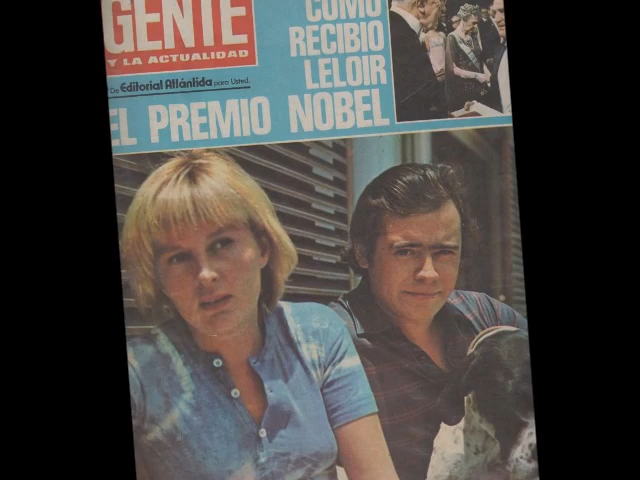 GENTE
Y LA ACTUALIDAD
De Editorial Atlántida para Usted.
COMO
RECIBIO
LELOIR
EL PREMIO NOBEL